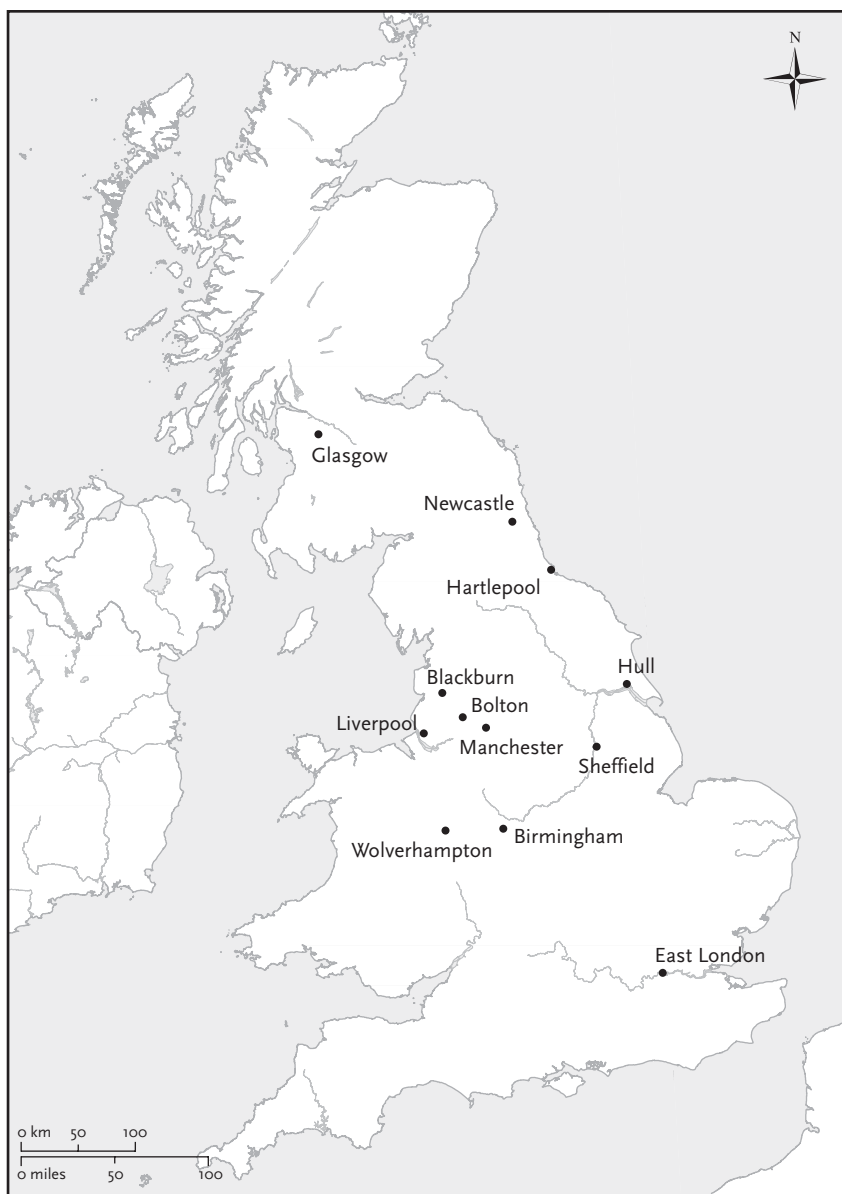 N
Glasgow
Newcastle
Hartlepool
Hull
Blackburn
Bolton
Liverpool
Manchester
Sheffield
Wolverhampton
Birmingham
East London
0 km 50 100
0 miles 50 100